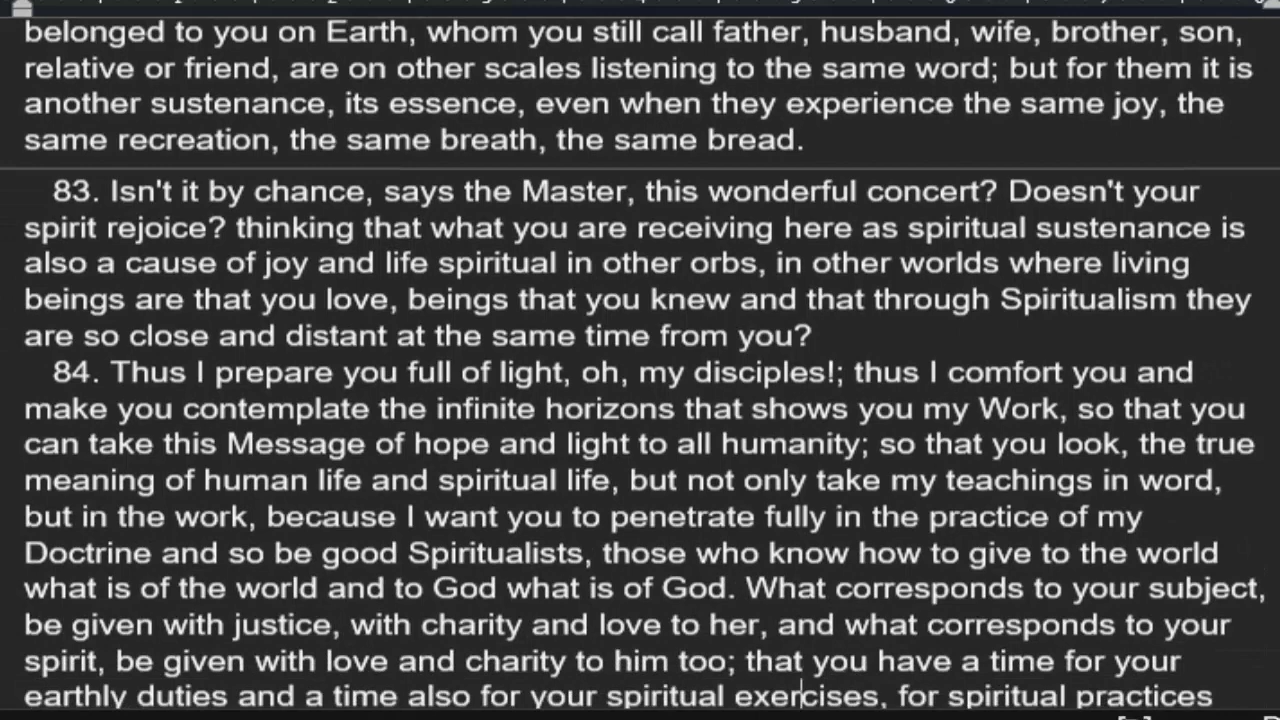 belonged to you on Earth, whom you still call father, husband, wife, brother, son,
relative or friend, are on other scales listening to the same word; but for them it is
another sustenance, its essence, even when they experience the same joy, the
same recreation, the same breath, the same bread.
83. Isn't it by chance, says the Master, this wonderful concert? Doesn't your
spirit rejoice? thinking that what you are receiving here as spiritual sustenance is
also a cause of joy and life spiritual in other orbs, in other worlds where living
beings are that you love, beings that you knew and that through Spiritualism they
are so close and distant at the same time from you?
84. Thus I prepare you full of light, oh, my disciples!; thus I comfort you and
make you contemplate the infinite horizons that shows you my Work, so that you
can take this Message of hope and light to all humanity; so that you look, the true
meaning of human life and spiritual life, but not only take my teachings in word,
but in the work, because I want you to penetrate fully in the practice of my
Doctrine and so be good Spiritualists, those who know how to give to the world
what is of the world and to God what is of God. What corresponds to your subject,
be given with justice, with charity and love to her, and what corresponds to your
spirit, be given with love and charity to him too; that you have a time for your
earthly duties and a time also for your spiritual exercises, for spiritual practices